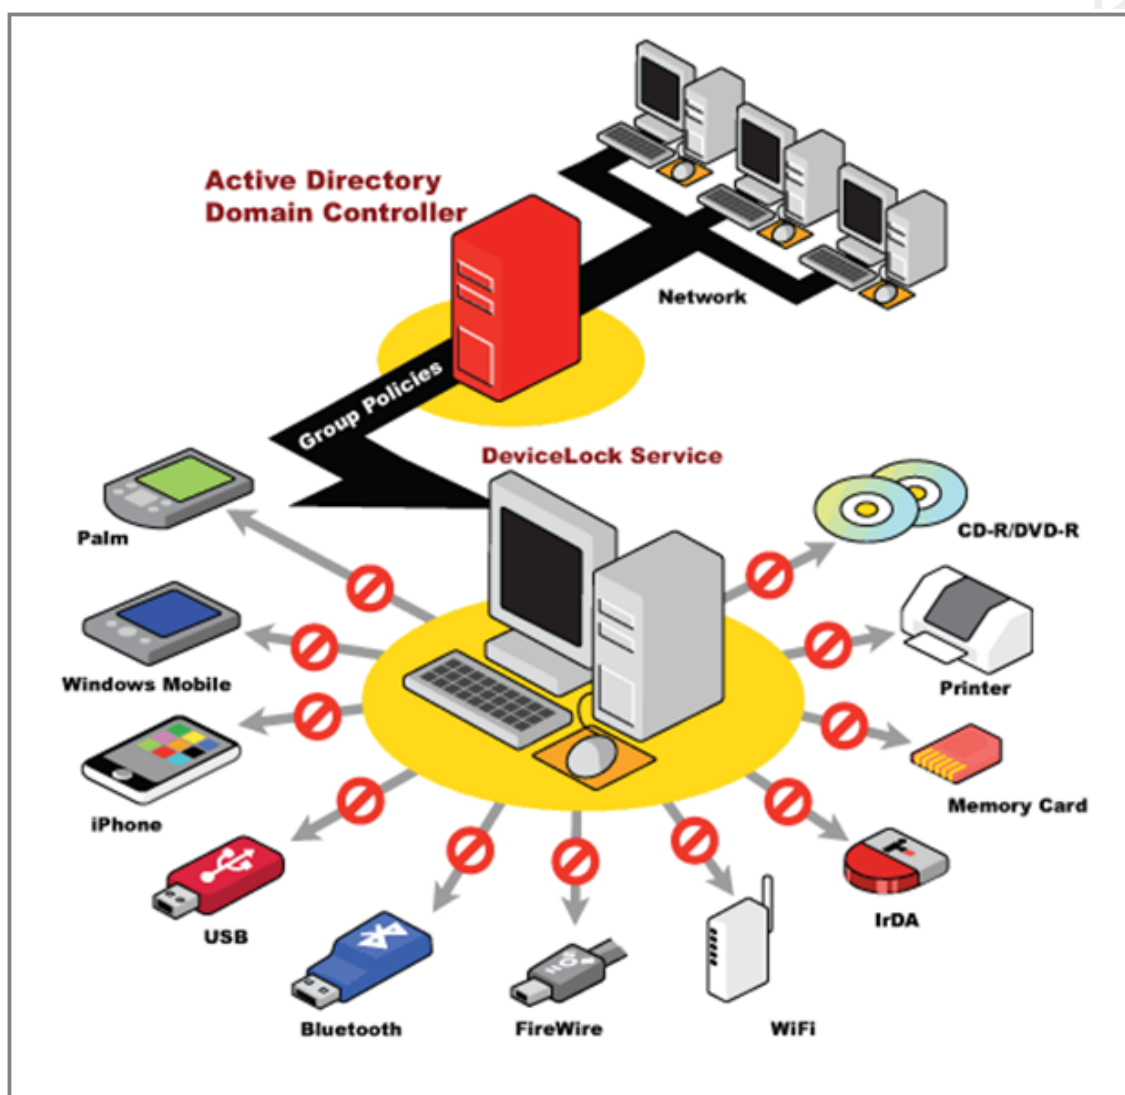 Active Directory
Domain Controller
Network
Group Policies
DeviceLock Service
Palm
CD-R/DVD-R
Windows Mobile
Printer
iPhone
Memory Card
USB
IrDA
Bluetooth
FireWire
WiFi